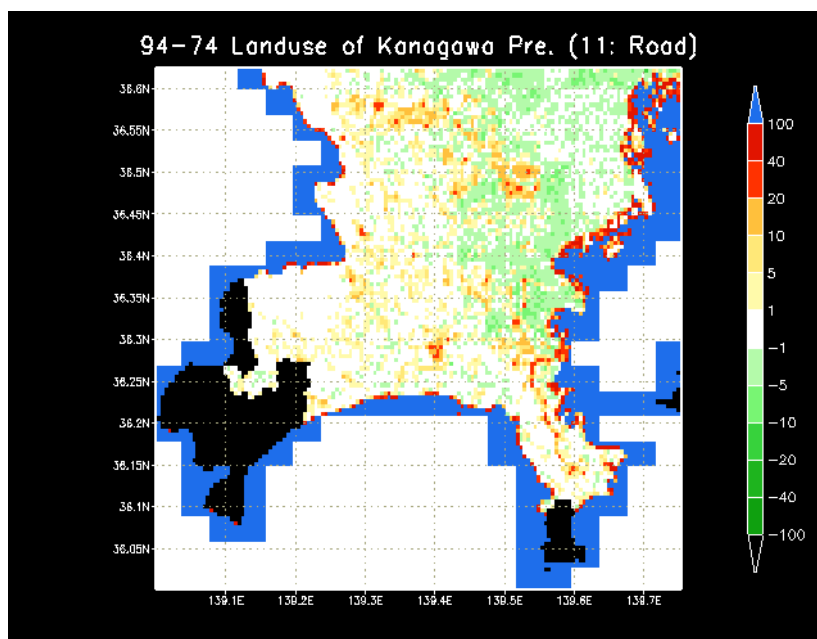 94-74 Landuse of Kanagawa Pre. (11: Road)
36.6N
36.55N
36.5N
36.45N
36.4N
36.35N
36.3N
36.25N
36.2N
36.15N
36.1N
36.05N
139.1E 139.2E 139.3E 139.4E 139.5E 139.6E 139.7E
100
40
20
10
5
1
-1
-5
-10
-20
-40
-100